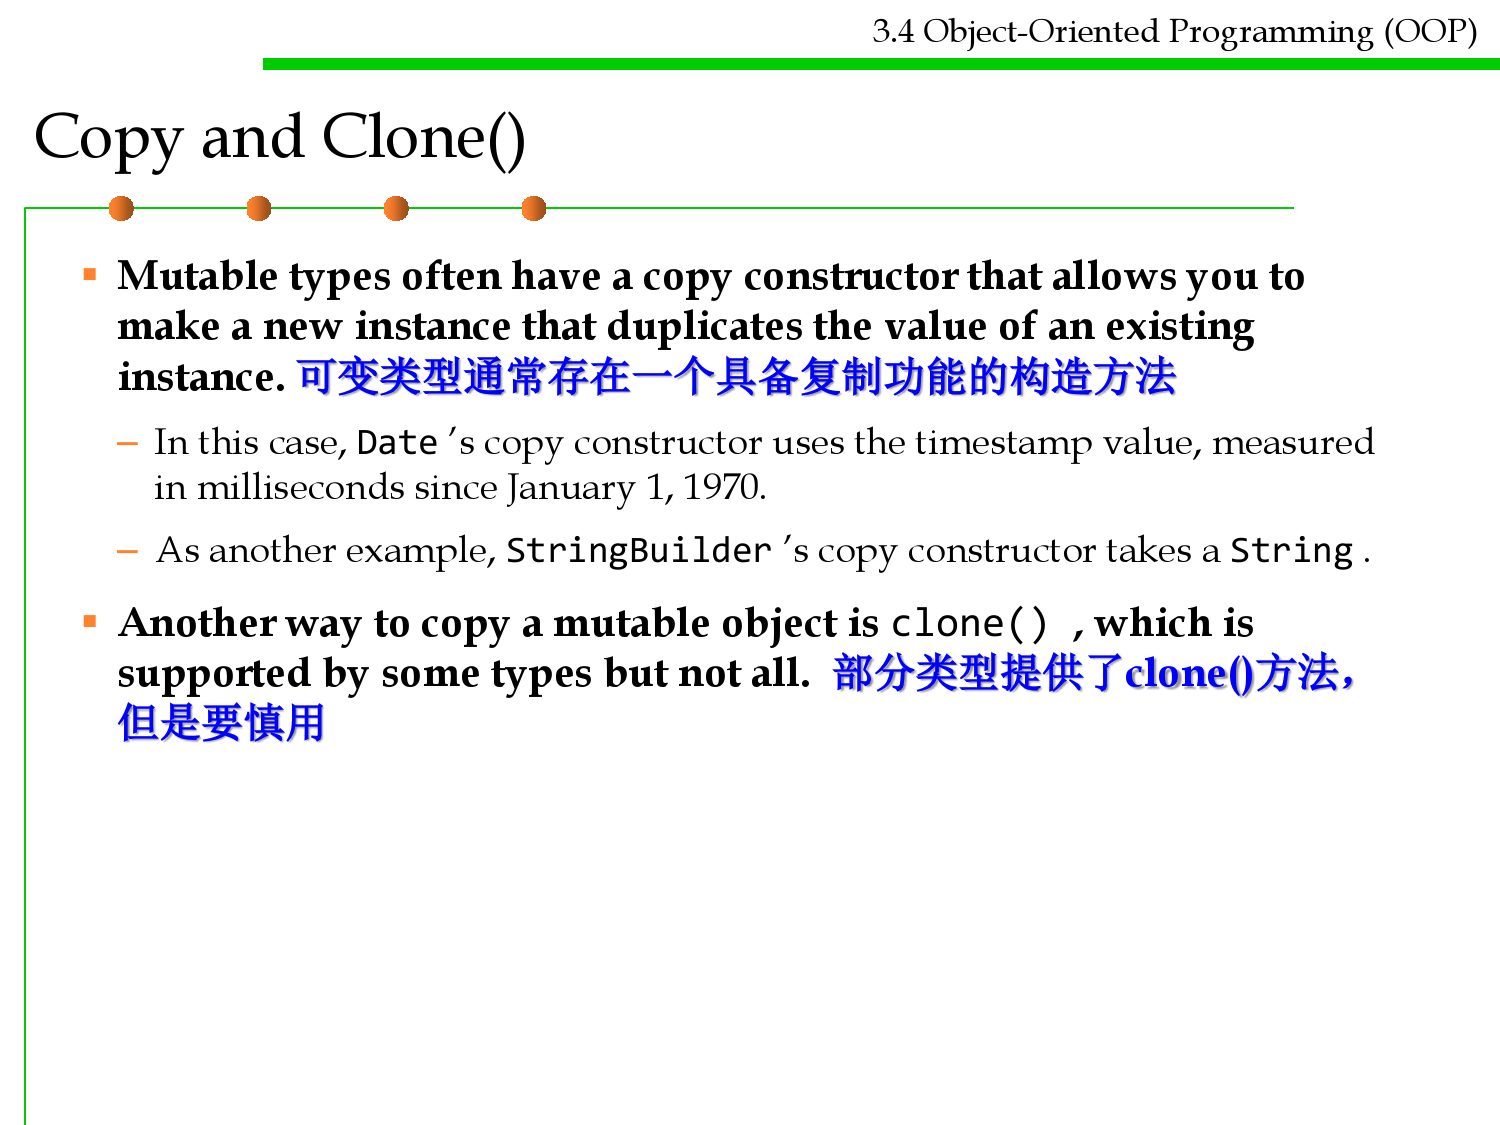 3.4 Object-Oriented Programming (OOP)
Copy and Clone()
▪ Mutable types often have a copy constructor that allows you to
make a new instance that duplicates the value of an existing
instance. 可变类型通常存在一个具备复制功能的构造方法
– In this case, Date ’s copy constructor uses the timestamp value, measured
in milliseconds since January 1, 1970.
– As another example, StringBuilder ’s copy constructor takes a String .
▪ Another way to copy a mutable object is clone() , which is
supported by some types but not all. 部分类型提供了clone()方法，
但是要慎用